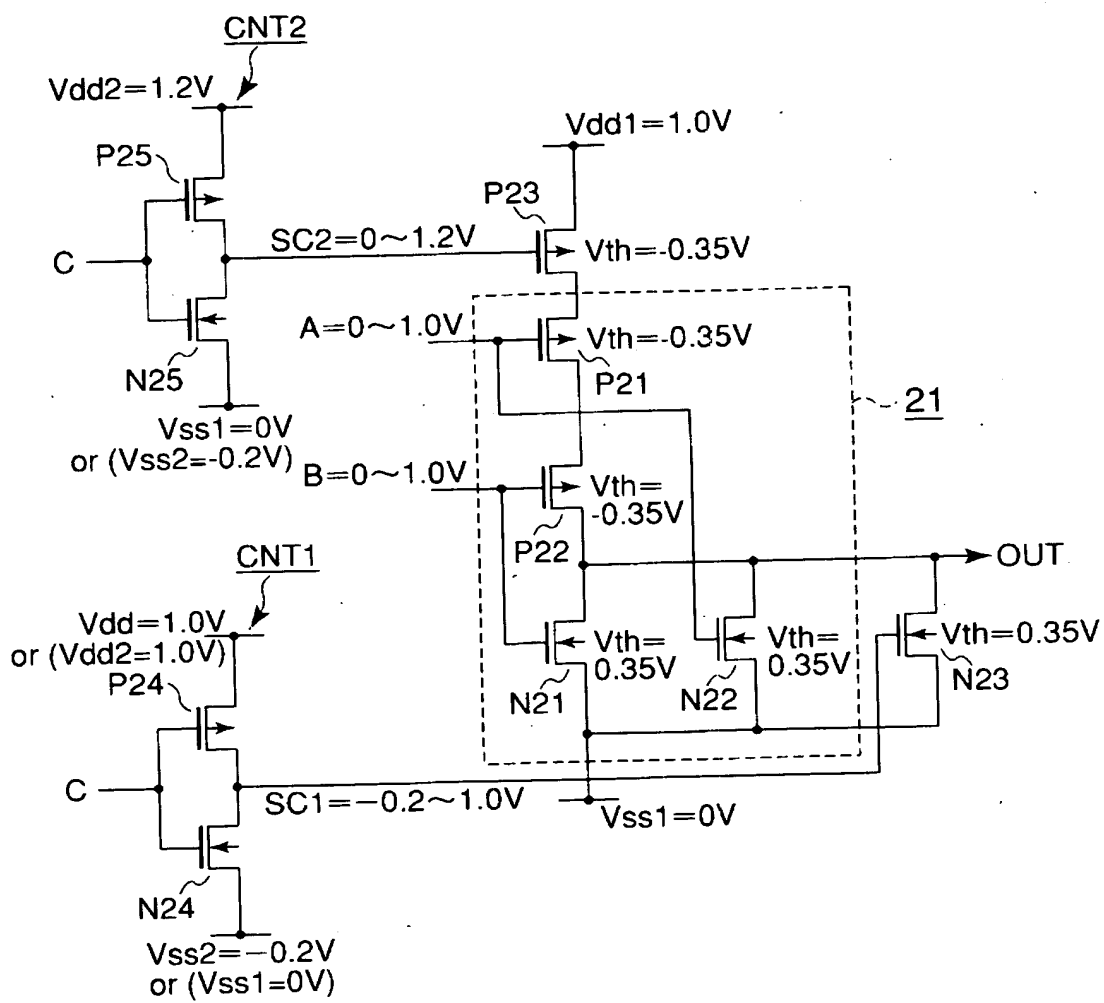 CNT2
Vdd2=1.2V
Vdd1=1.0V
P25
P23
SC2=0~1.2V
Vth=-0.35V
C
A=0~1.0V
Vth=-0.35V
N25
P21
21
Vss1=0V
or (Vss2=-0.2V)
B=0~1.0V
Vth=
-0.35V
P22
CNT1
OUT
Vdd=1.0V
or (Vdd2=1.0V)
P24
Vth=
0.35V
Vth=
0.35V
Vth=0.35V
N21
N22
N23
C
SC1=-0.2~1.0V
Vss1=0V
N24
Vss2=-0.2V
or (Vss1=0V)